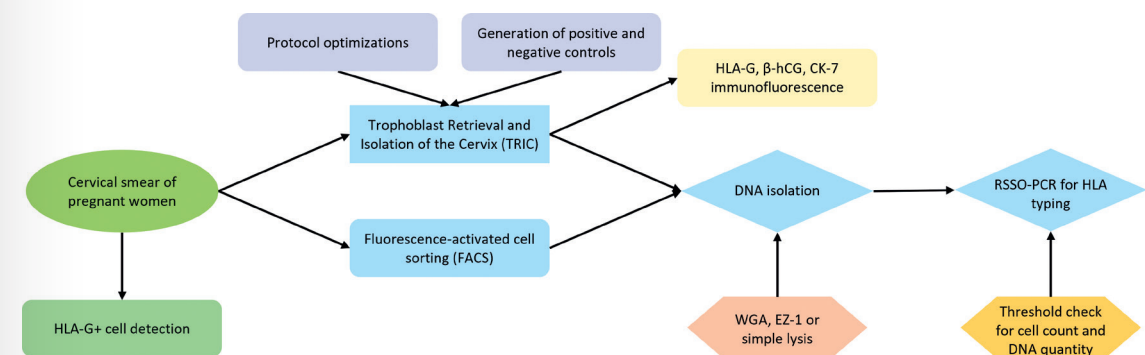 Protocol optimizations
Generation of positive and
negative controls
HLA-G, β-hCG, CK-7
immunofluorescence
Trophoblast Retrieval and
Isolation of the Cervix (TRIC)
Cervical smear of
pregnant women
DNA isolation
RSSO-PCR for HLA
typing
Fluorescence-activated cell
sorting (FACS)
HLA-G+ cell detection
WGA, EZ-1 or
simple lysis
Threshold check
for cell count and
DNA quantity